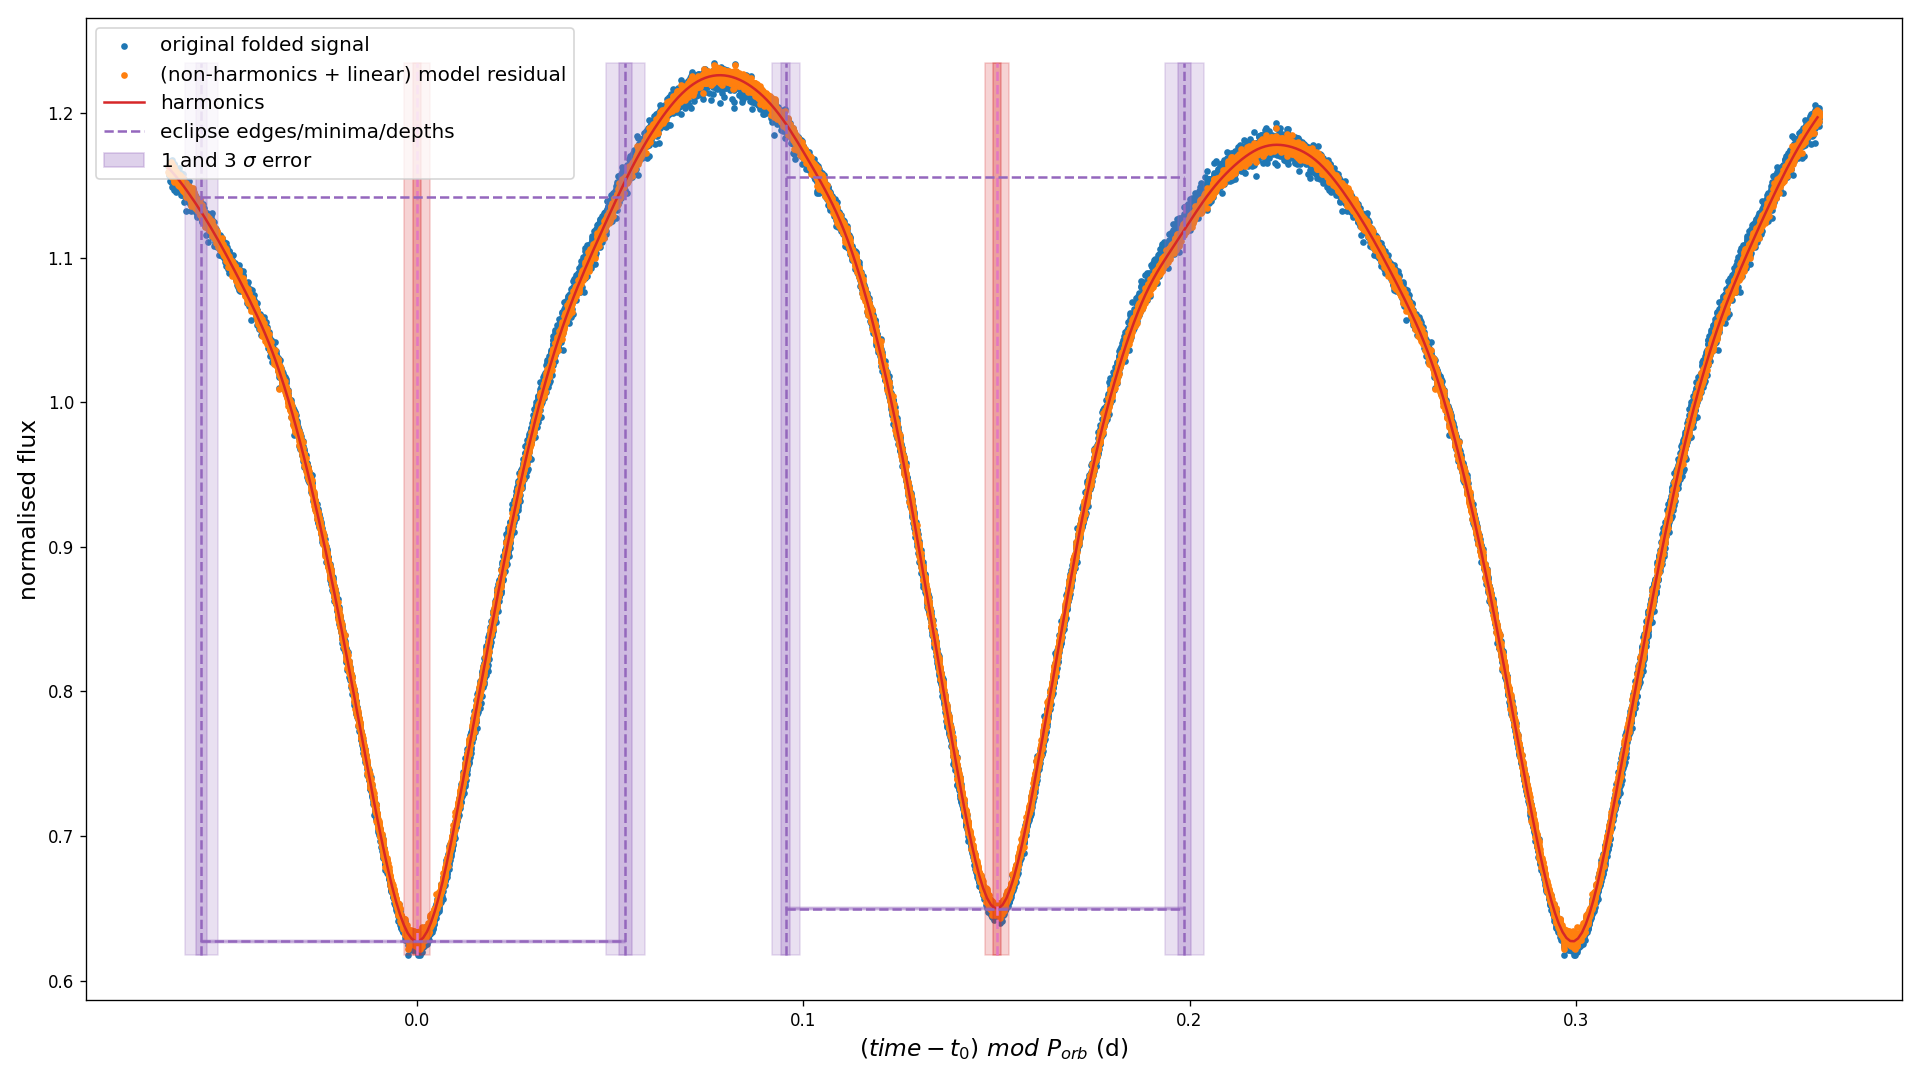 original folded signal
(non-harmonics + linear) model residual
harmonics
eclipse edges/minima/depths
1 and 3 σ error
normalised flux
1.2
1.1
1.0
0.9
0.8
0.7
0.6
0.0 0.1 0.2 0.3
(time − t₀) mod Pₒᵣb (d)